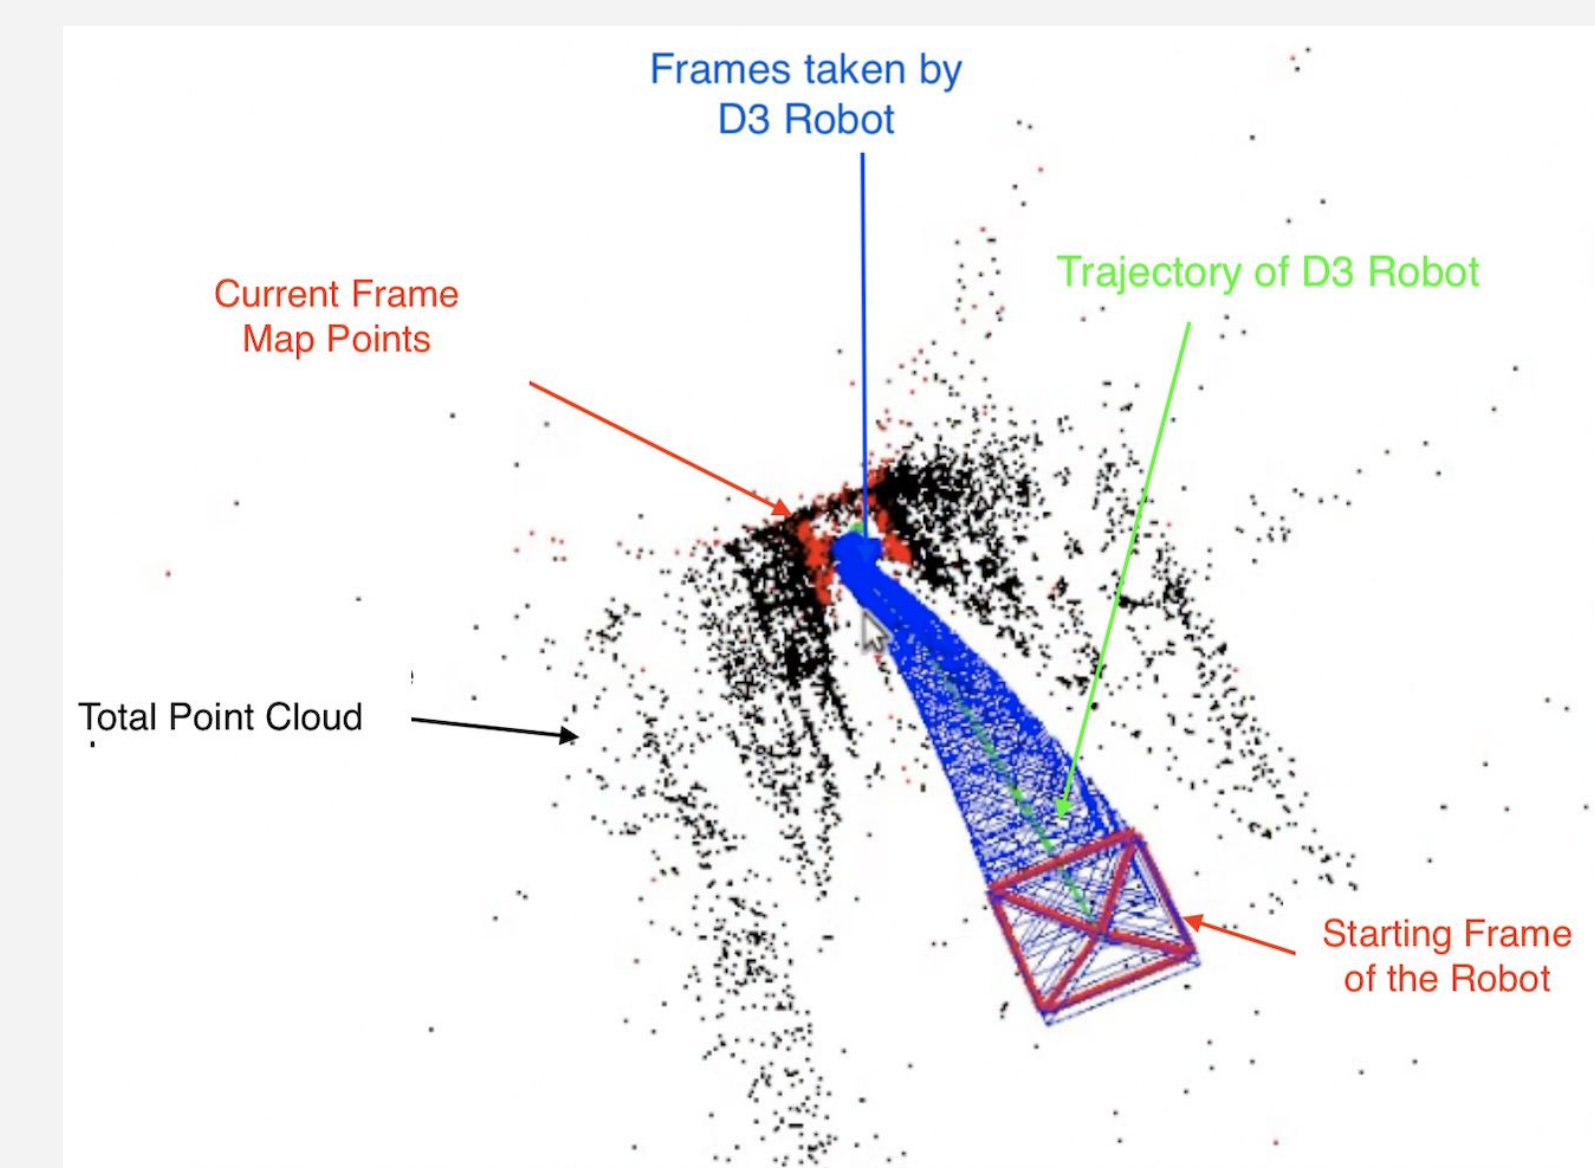 Frames taken by
D3 Robot
Trajectory of D3 Robot
Current Frame
Map Points
Total Point Cloud
Starting Frame
of the Robot